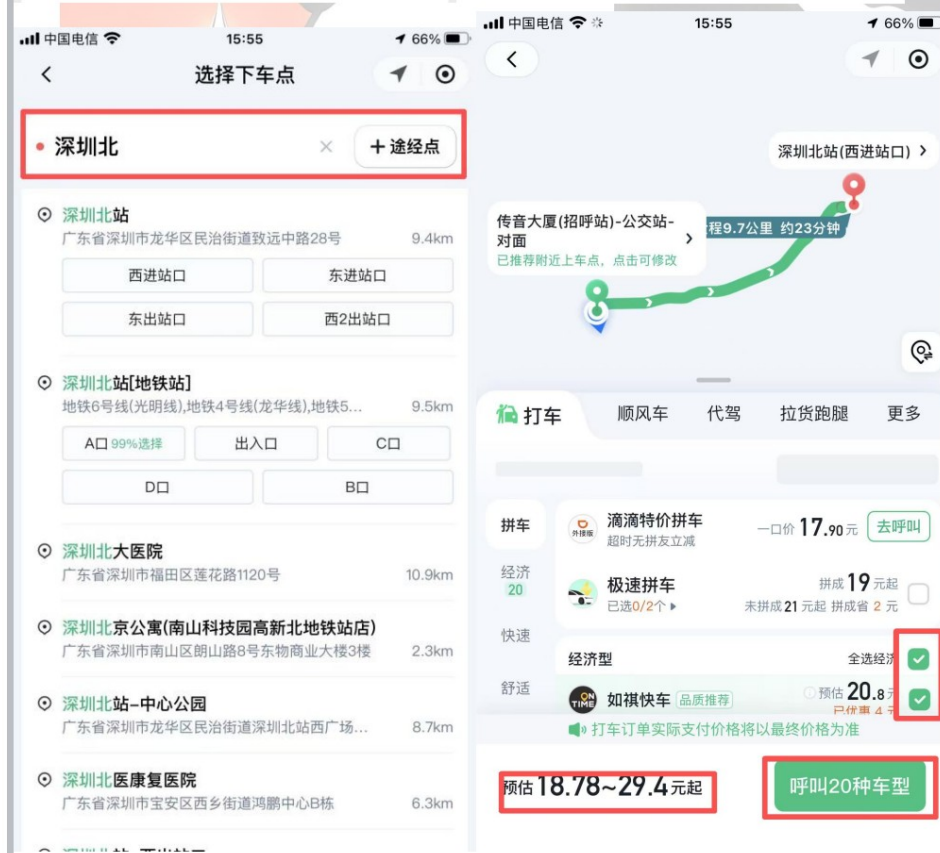 中国电信
15:55
66%
选择下车点
深圳北
+途经点
深圳北站
广东省深圳市龙华区民治街道致远中路28号
9.4km
西进站口
东进站口
东出站口
西2出站口
深圳北站[地铁站]
地铁6号线(光明线),地铁4号线(龙华线),地铁5...
9.5km
A口 99%选择
出入口
C口
D口
B口
深圳北大医院
广东省深圳市福田区莲花路1120号
10.9km
深圳北京公寓(南山科技园高新北地铁站店)
广东省深圳市南山区朗山路8号东物商业大楼3楼
2.3km
深圳北站-中心公园
广东省深圳市龙华区民治街道深圳北站西广场...
8.7km
深圳北医康复医院
广东省深圳市宝安区西乡街道鸿鹏中心B栋
6.3km
中国电信
15:55
66%
深圳北站(西进站口)
传音大厦(招呼站)-公交站-
对面
已推荐附近上车点，点击可修改
程9.7公里 约23分钟
打车
顺风车
代驾
拉货跑腿
更多
拼车
经济
20
快速
舒适
滴滴特价拼车
超时无拼友立减
一口价 17.90元
去呼叫
极速拼车
已选0/2个
拼成19元起
未拼成21元起 拼成省2元
经济型
全选经济
ON TIME
如祺快车
品质推荐
预估20.8元
已优惠4元
打车订单实际支付价格将以最终价格为准
预估18.78~29.4元起
呼叫20种车型